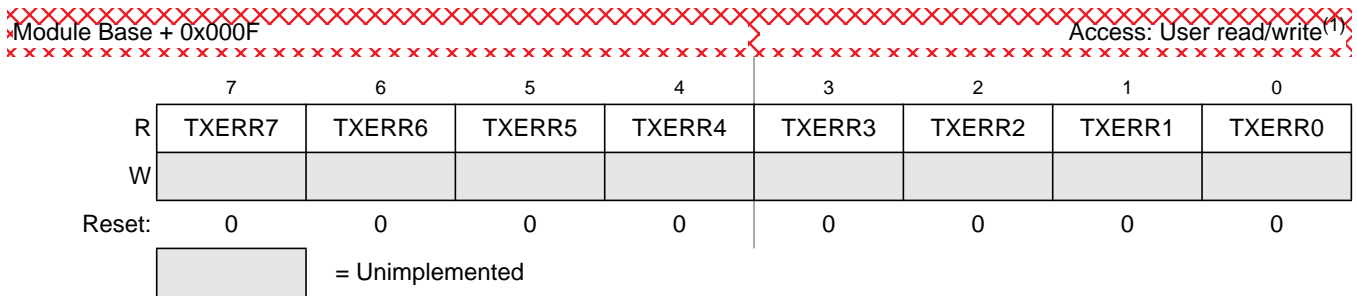 Module Base + 0x000F Access: User read/write(1)
7 6 5 4 3 2 1 0
R TXERR7 TXERR6 TXERR5 TXERR4 TXERR3 TXERR2 TXERR1 TXERR0
W
Reset: 0 0 0 0 0 0 0 0
= Unimplemented